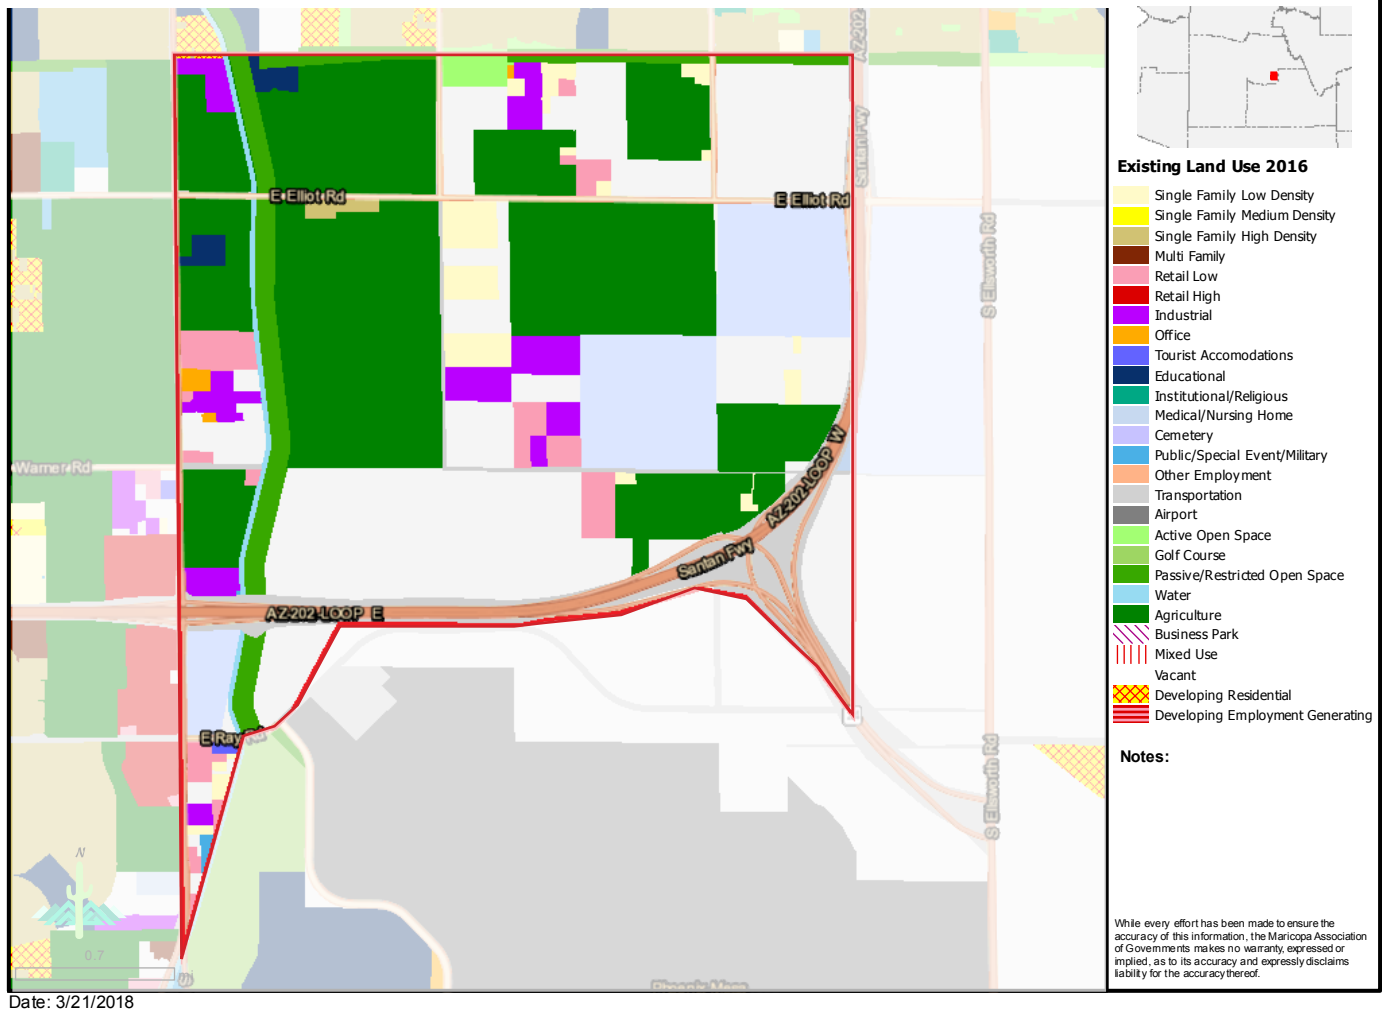 AZ-202
Santan Fwy
E Elliot Rd
E Elliot Rd
S Ellsworth Rd
Warner Rd
AZ-202-LOOP W
Santan Fwy
AZ-202-LOOP E
E Ray Rd
S Ellsworth Rd
N
0.7
Existing Land Use 2016
Single Family Low Density
Single Family Medium Density
Single Family High Density
Multi Family
Retail Low
Retail High
Industrial
Office
Tourist Accomodations
Educational
Institutional/Religious
Medical/Nursing Home
Cemetery
Public/Special Event/Military
Other Employment
Transportation
Airport
Active Open Space
Golf Course
Passive/Restricted Open Space
Water
Agriculture
Business Park
Mixed Use
Vacant
Developing Residential
Developing Employment Generating
Notes:
While every effort has been made to ensure the
accuracy of this information, the Maricopa Association
of Governments makes no warranty, expressed or
implied, as to its accuracy and expressly disclaims
liability for the accuracy thereof.
Date: 3/21/2018